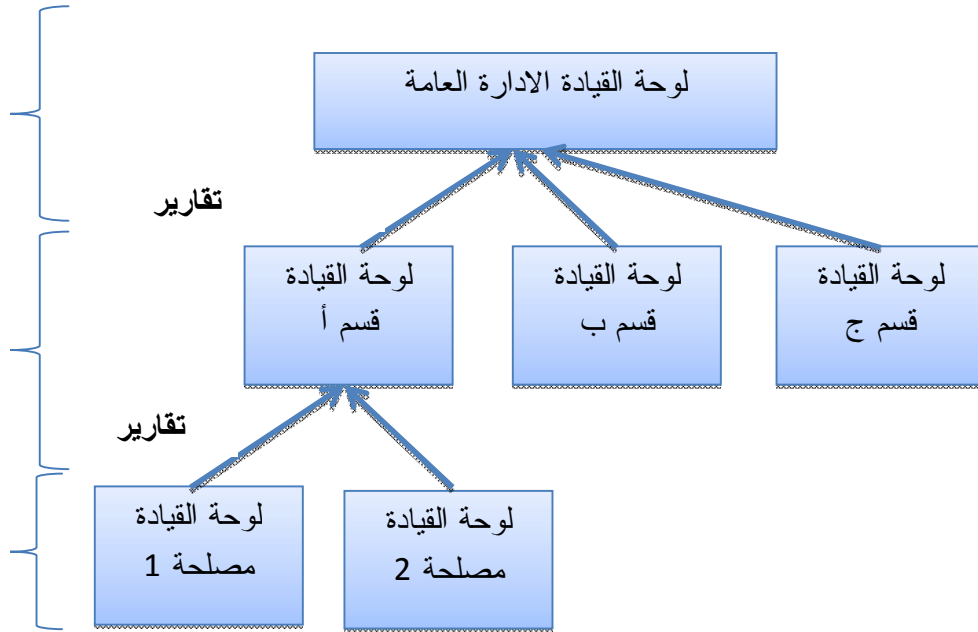 لوحة القيادة الادارة العامة
تقارير
لوحة القيادة
قسم أ
لوحة القيادة
قسم ب
لوحة القيادة
قسم ج
تقارير
لوحة القيادة
مصلحة 1
لوحة القيادة
مصلحة 2